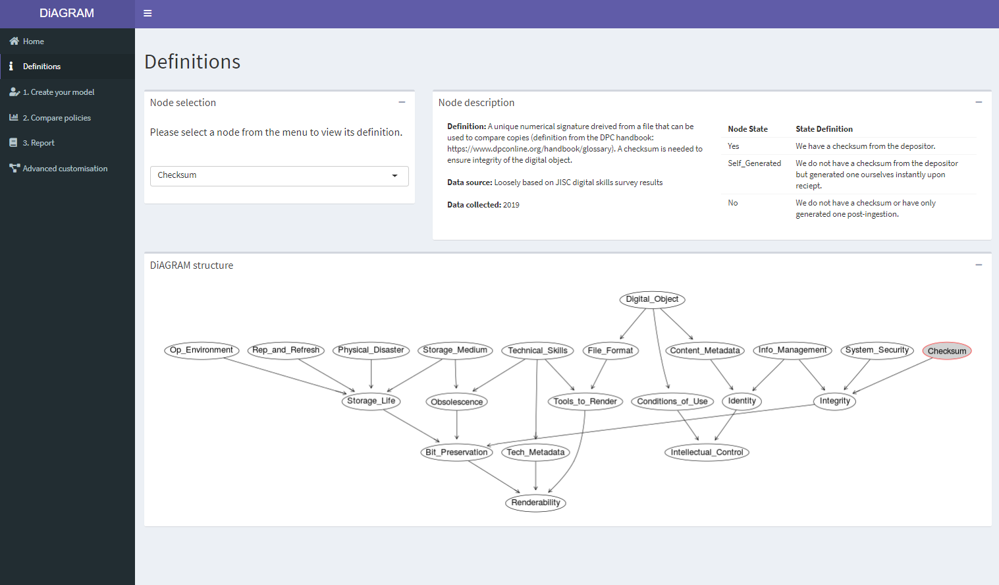 DiAGRAM
Home
Definitions
1. Create your model
2. Compare policies
3. Report
Advanced customisation
Definitions
Node selection
Please select a node from the menu to view its definition.
Checksum
Node description
Definition: A unique numerical signature dreived from a file that can be
used to compare copies (definition from the DPC handbook:
https://www.dpconline.org/handbook/glossary). A checksum is needed to
ensure integrity of the digital object.
Data source: Loosely based on JISC digital skills survey results
Data collected: 2019
Node State State Definition
Yes We have a checksum from the depositor.
Self_Generated We do not have a checksum from the depositor
but generated one ourselves instantly upon
reciept.
No We do not have a checksum or have only
generated one post-ingestion.
DiAGRAM structure
Digital_Object
Op_Environment Rep_and_Refresh Physical_Disaster Storage_Medium Technical_Skills File_Format Content_Metadata Info_Management System_Security Checksum
Storage_Life Obsolescence Tools_to_Render Conditions_of_Use Identity Integrity
Bit_Preservation Tech_Metadata Intellectual_Control
Renderability